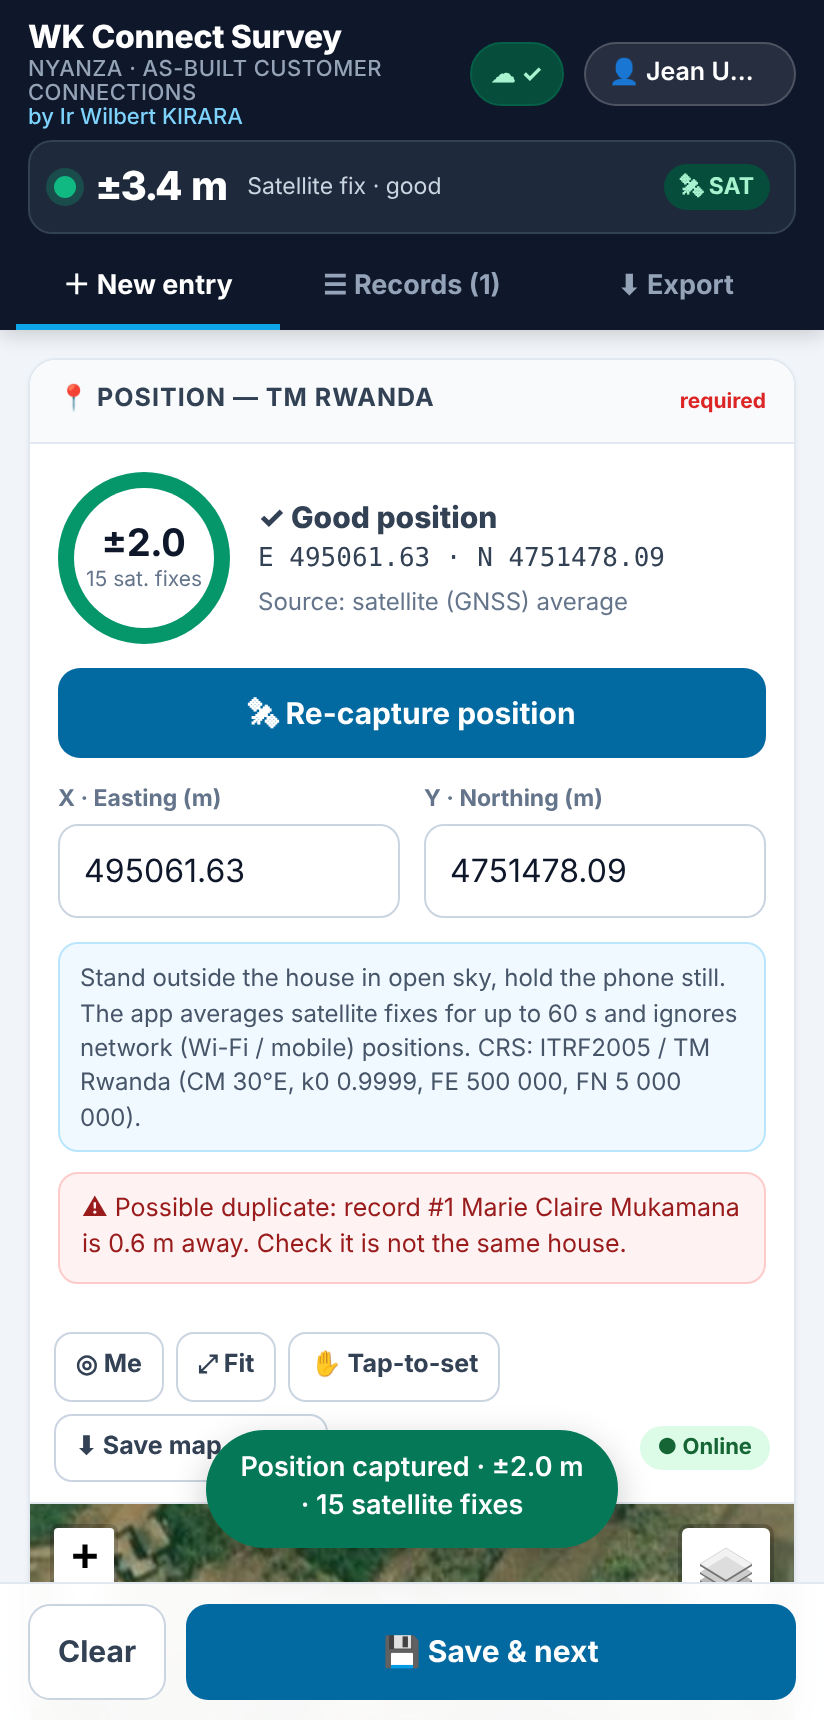 WK Connect Survey
NYANZA · AS-BUILT CUSTOMER
CONNECTIONS
by Ir Wilbert KIRARA
☁ ✓
👤 Jean U...
±3.4 m Satellite fix · good
🛰 SAT
+ New entry
☰ Records (1)
⬇ Export
📍 POSITION — TM RWANDA
required
±2.0
15 sat. fixes
✓ Good position
E 495061.63 · N 4751478.09
Source: satellite (GNSS) average
🛰 Re-capture position
X · Easting (m)
Y · Northing (m)
495061.63
4751478.09
Stand outside the house in open sky, hold the phone still.
The app averages satellite fixes for up to 60 s and ignores
network (Wi-Fi / mobile) positions. CRS: ITRF2005 / TM
Rwanda (CM 30°E, k0 0.9999, FE 500 000, FN 5 000
000).
⚠ Possible duplicate: record #1 Marie Claire Mukamana
is 0.6 m away. Check it is not the same house.
◎ Me
⤢ Fit
✋ Tap-to-set
⬇ Save map
● Online
Position captured · ±2.0 m
· 15 satellite fixes
+
Clear
💾 Save & next